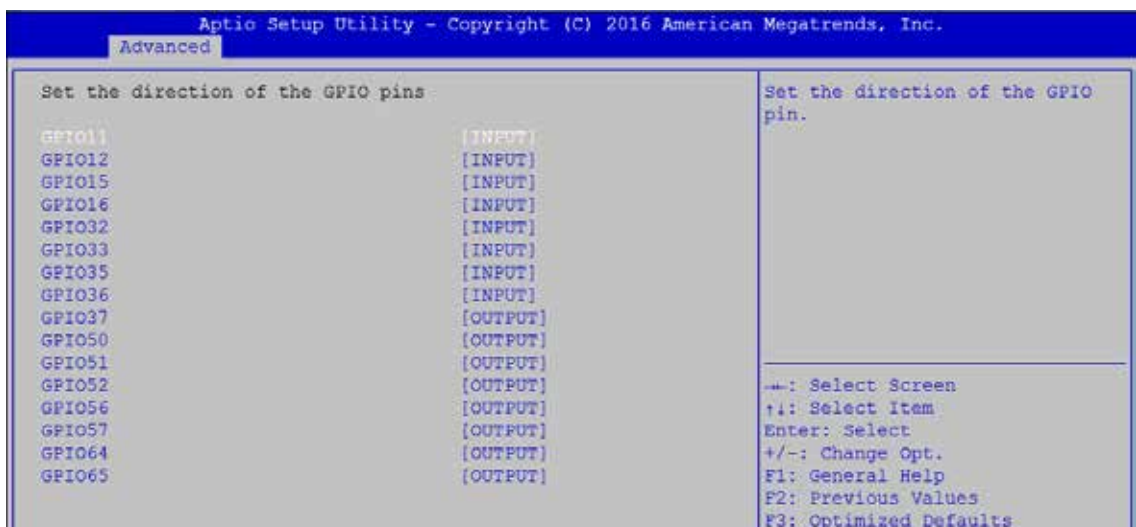 Aptio Setup Utility - Copyright (C) 2016 American Megatrends, Inc.
Advanced
Set the direction of the GPIO pins
GPIO11 [INPUT]
GPIO12 [INPUT]
GPIO15 [INPUT]
GPIO16 [INPUT]
GPIO32 [INPUT]
GPIO33 [INPUT]
GPIO35 [INPUT]
GPIO36 [INPUT]
GPIO37 [OUTPUT]
GPIO50 [OUTPUT]
GPIO51 [OUTPUT]
GPIO52 [OUTPUT]
GPIO56 [OUTPUT]
GPIO57 [OUTPUT]
GPIO64 [OUTPUT]
GPIO65 [OUTPUT]
Set the direction of the GPIO
pin.
→←: Select Screen
↑↓: Select Item
Enter: Select
+/-: Change Opt.
F1: General Help
F2: Previous Values
F3: Optimized Defaults